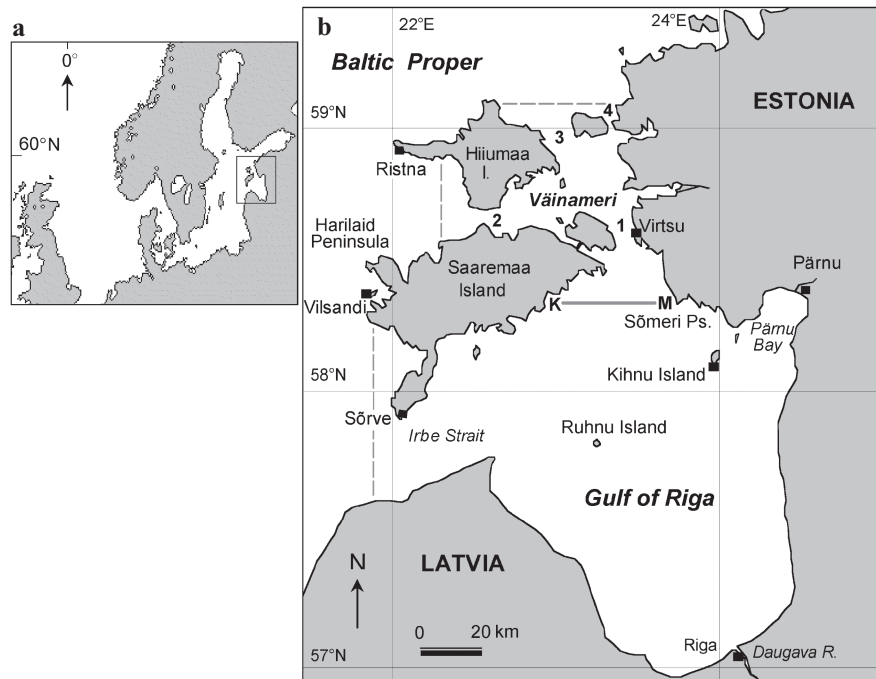 a
0°
60°N
b
22°E
24°E
Baltic Proper
59°N
4
ESTONIA
3
Ristna
Hiiumaa
I.
Väinameri
2
1
Virtsu
Harilaid
Peninsula
Saaremaa
Island
Pärnu
Vilsandi
K
M
Sõmeri Ps.
Pärnu
Bay
58°N
Kihnu Island
Sõrve
Irbe Strait
Ruhnu Island
Gulf of Riga
N
LATVIA
0
20 km
Riga
Daugava R.
57°N